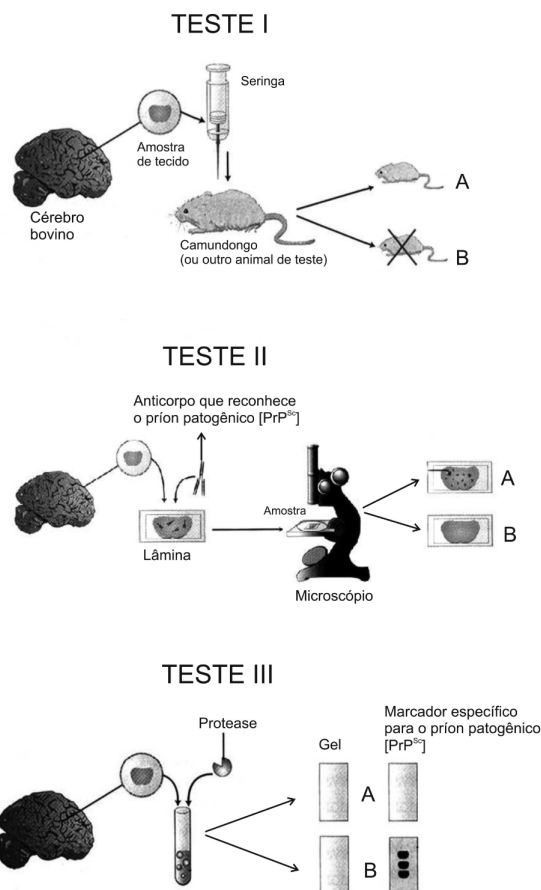 TESTE I
Seringa
Amostra
de tecido
Cérebro
bovino
Camundongo
(ou outro animal de teste)
A
B
TESTE II
Anticorpo que reconhece
o príon patogênico [PrPSc]
Lâmina
Amostra
Microscópio
A
B
TESTE III
Protease
Gel
Marcador específico
para o príon patogênico
[PrPSc]
A
B